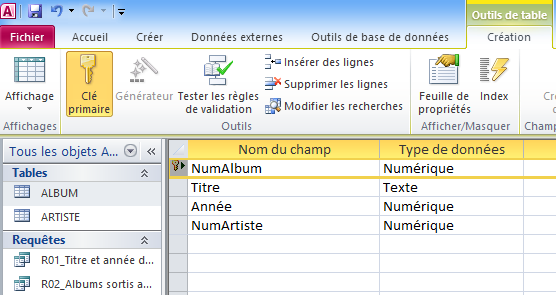 Outils de table
Fichier Accueil Créer Données externes Outils de base de données Création
Affichage
Clé primaire
Générateur
Tester les règles de validation
Insérer des lignes
Supprimer les lignes
Modifier les recherches
Feuille de propriétés
Index
Affichages Outils Afficher/Masquer
Tous les objets A...
Tables
ALBUM
ARTISTE
Requêtes
R01_Titre et année d...
R02_Albums sortis a...
Nom du champ Type de données
NumAlbum Numérique
Titre Texte
Année Numérique
NumArtiste Numérique